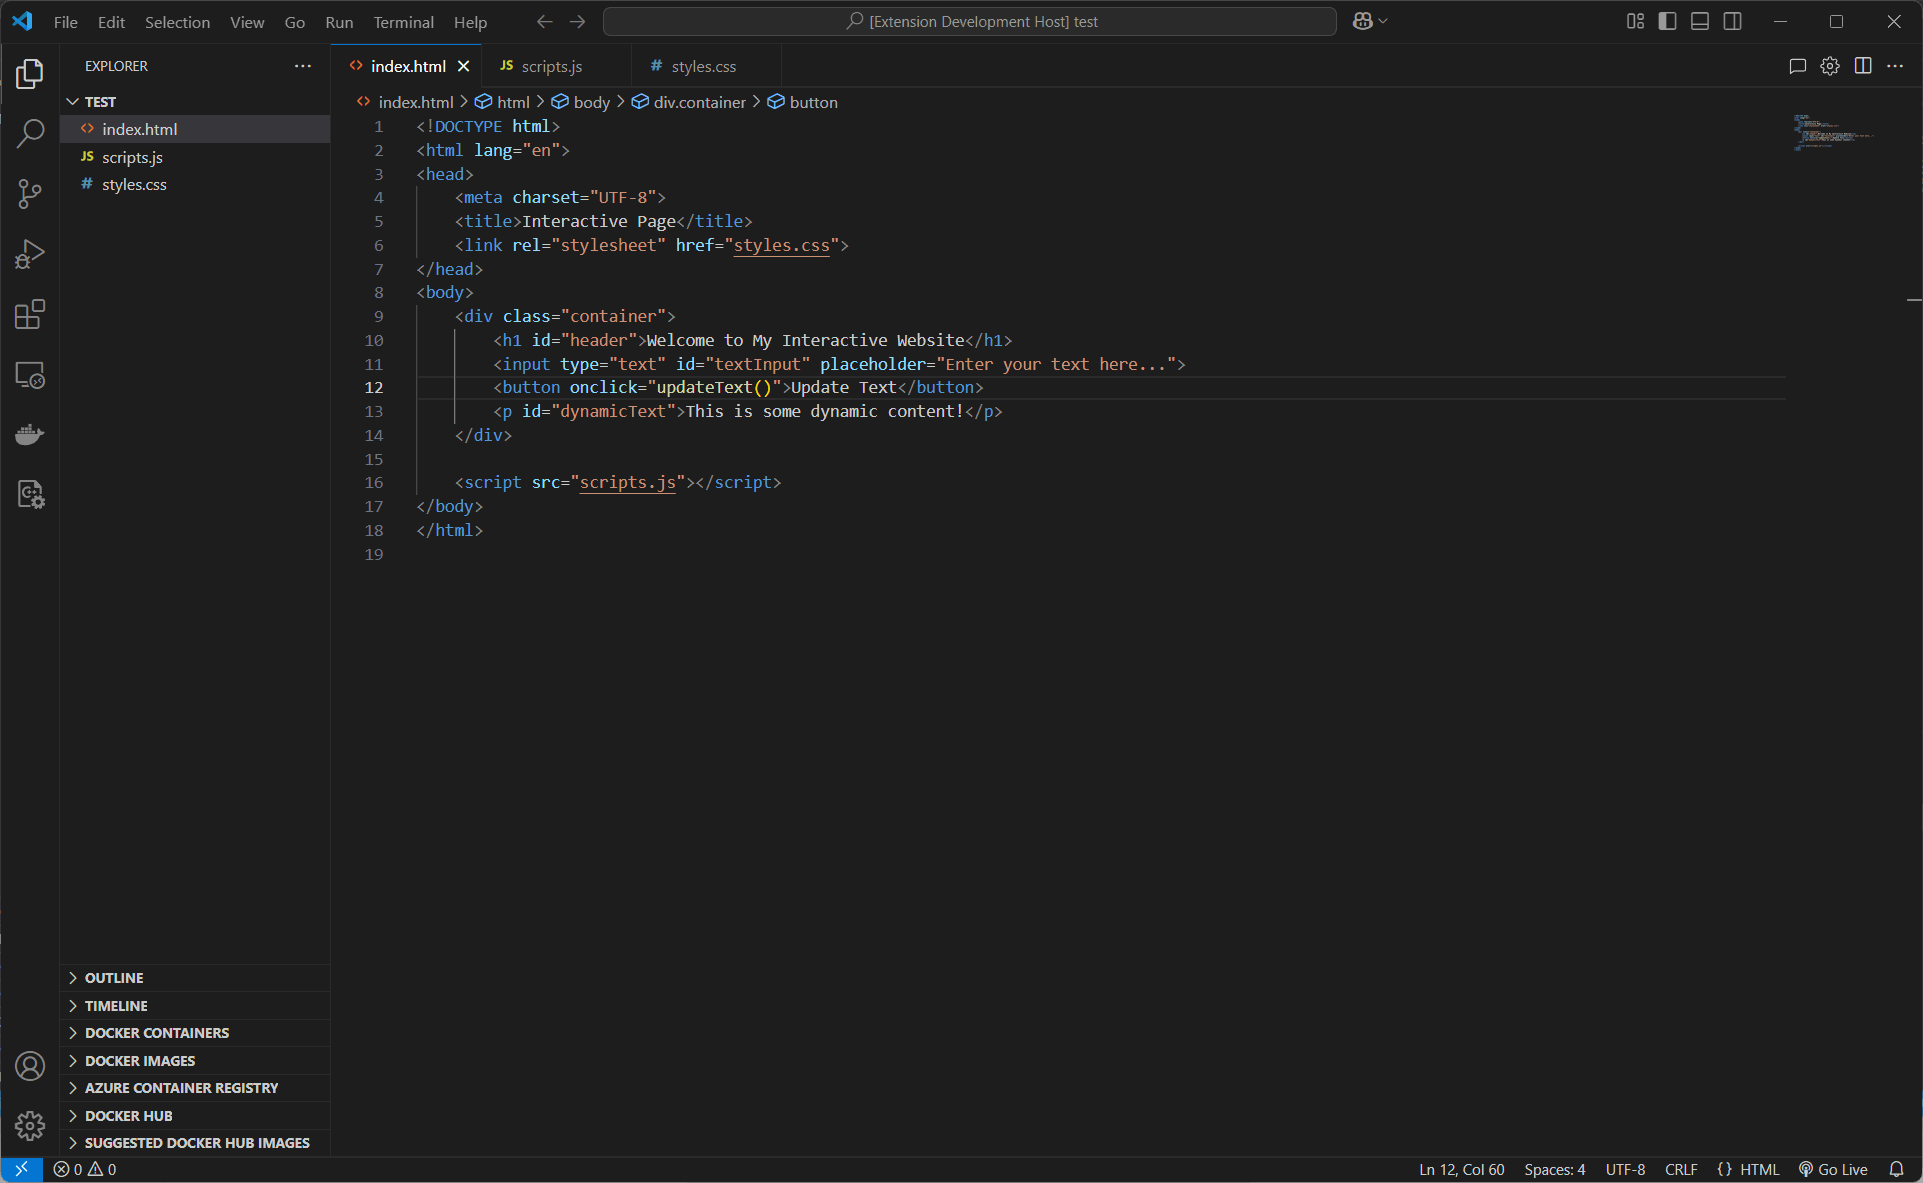 File Edit Selection View Go Run Terminal Help [Extension Development Host] test
EXPLORER
TEST
index.html
JS scripts.js
# styles.css
OUTLINE
TIMELINE
DOCKER CONTAINERS
DOCKER IMAGES
AZURE CONTAINER REGISTRY
DOCKER HUB
SUGGESTED DOCKER HUB IMAGES
index.html JS scripts.js # styles.css
index.html > html > body > div.container > button
1 <!DOCTYPE html>
2 <html lang="en">
3 <head>
4 <meta charset="UTF-8">
5 <title>Interactive Page</title>
6 <link rel="stylesheet" href="styles.css">
7 </head>
8 <body>
9 <div class="container">
10 <h1 id="header">Welcome to My Interactive Website</h1>
11 <input type="text" id="textInput" placeholder="Enter your text here...">
12 <button onclick="updateText()">Update Text</button>
13 <p id="dynamicText">This is some dynamic content!</p>
14 </div>
15
16 <script src="scripts.js"></script>
17 </body>
18 </html>
19
0 0 Ln 12, Col 60 Spaces: 4 UTF-8 CRLF {} HTML Go Live